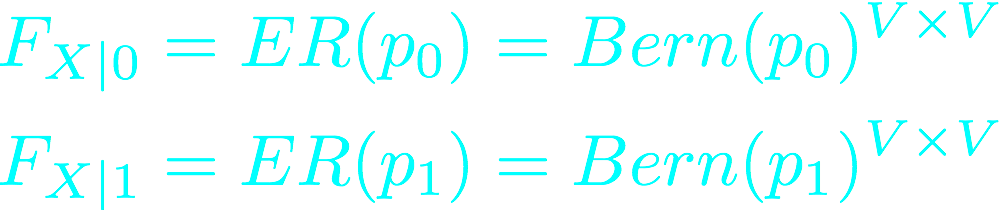 F_{X|0} = ER(p_0) = Bern(p_0)^{V×V}
F_{X|1} = ER(p_1) = Bern(p_1)^{V×V}